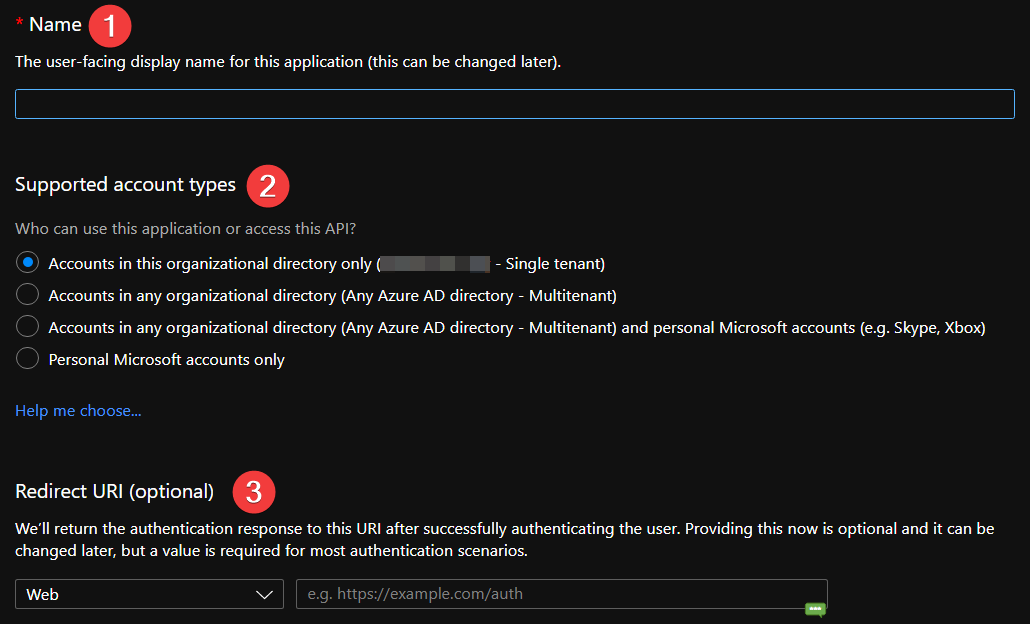 * Name 1
The user-facing display name for this application (this can be changed later).
Supported account types 2
Who can use this application or access this API?
Accounts in this organizational directory only ( - Single tenant)
Accounts in any organizational directory (Any Azure AD directory - Multitenant)
Accounts in any organizational directory (Any Azure AD directory - Multitenant) and personal Microsoft accounts (e.g. Skype, Xbox)
Personal Microsoft accounts only
Help me choose...
Redirect URI (optional) 3
We'll return the authentication response to this URI after successfully authenticating the user. Providing this now is optional and it can be
changed later, but a value is required for most authentication scenarios.
Web e.g. https://example.com/auth